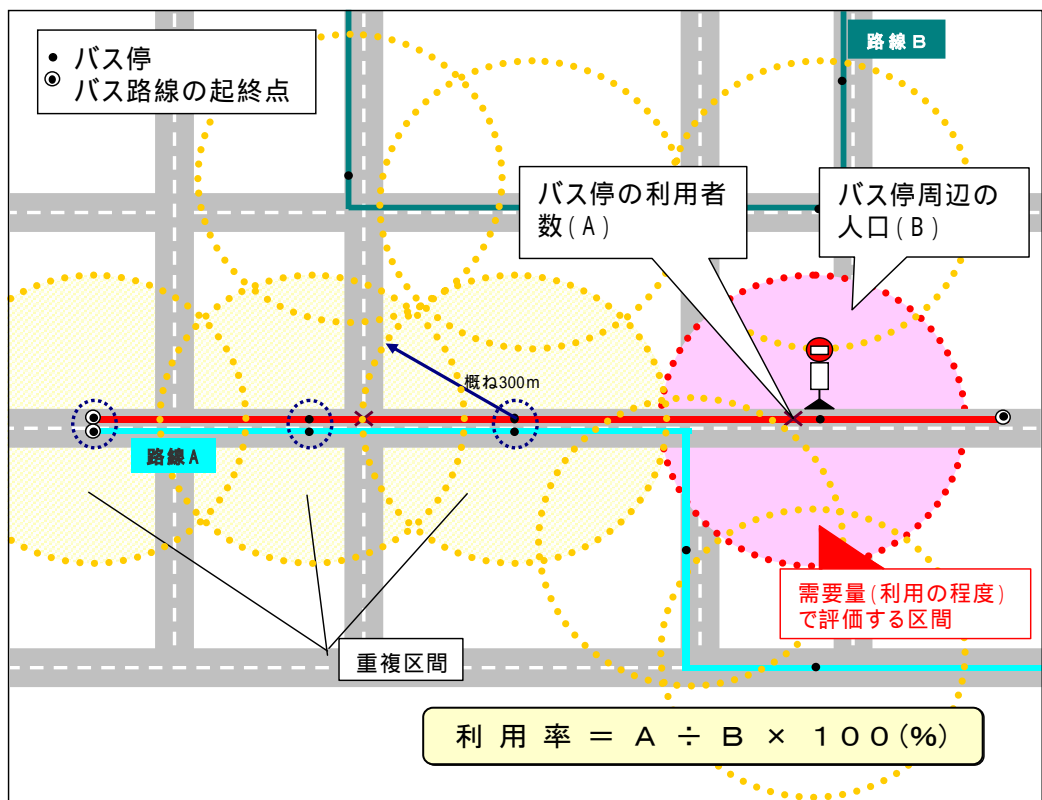 バス停
バス路線の起終点
路線B
バス停の利用者
数(A)
バス停周辺の
人口(B)
概ね300m
路線A
需要量(利用の程度)
で評価する区間
重複区間
利用率＝A÷B×100(%)